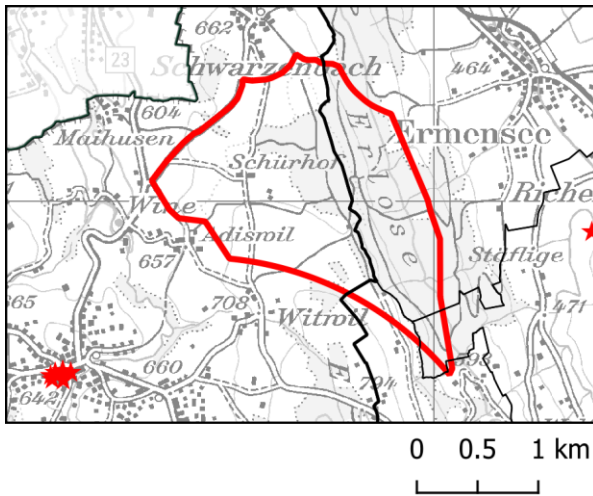 662
23
Schwarzenbach
464
604
Maihusen
Ermensee
Schürhof
Erlose
Riche
Wine
Adiswil
Stäflige
657
665
708
471
Witwil
660
E
794
642
0 0.5 1 km